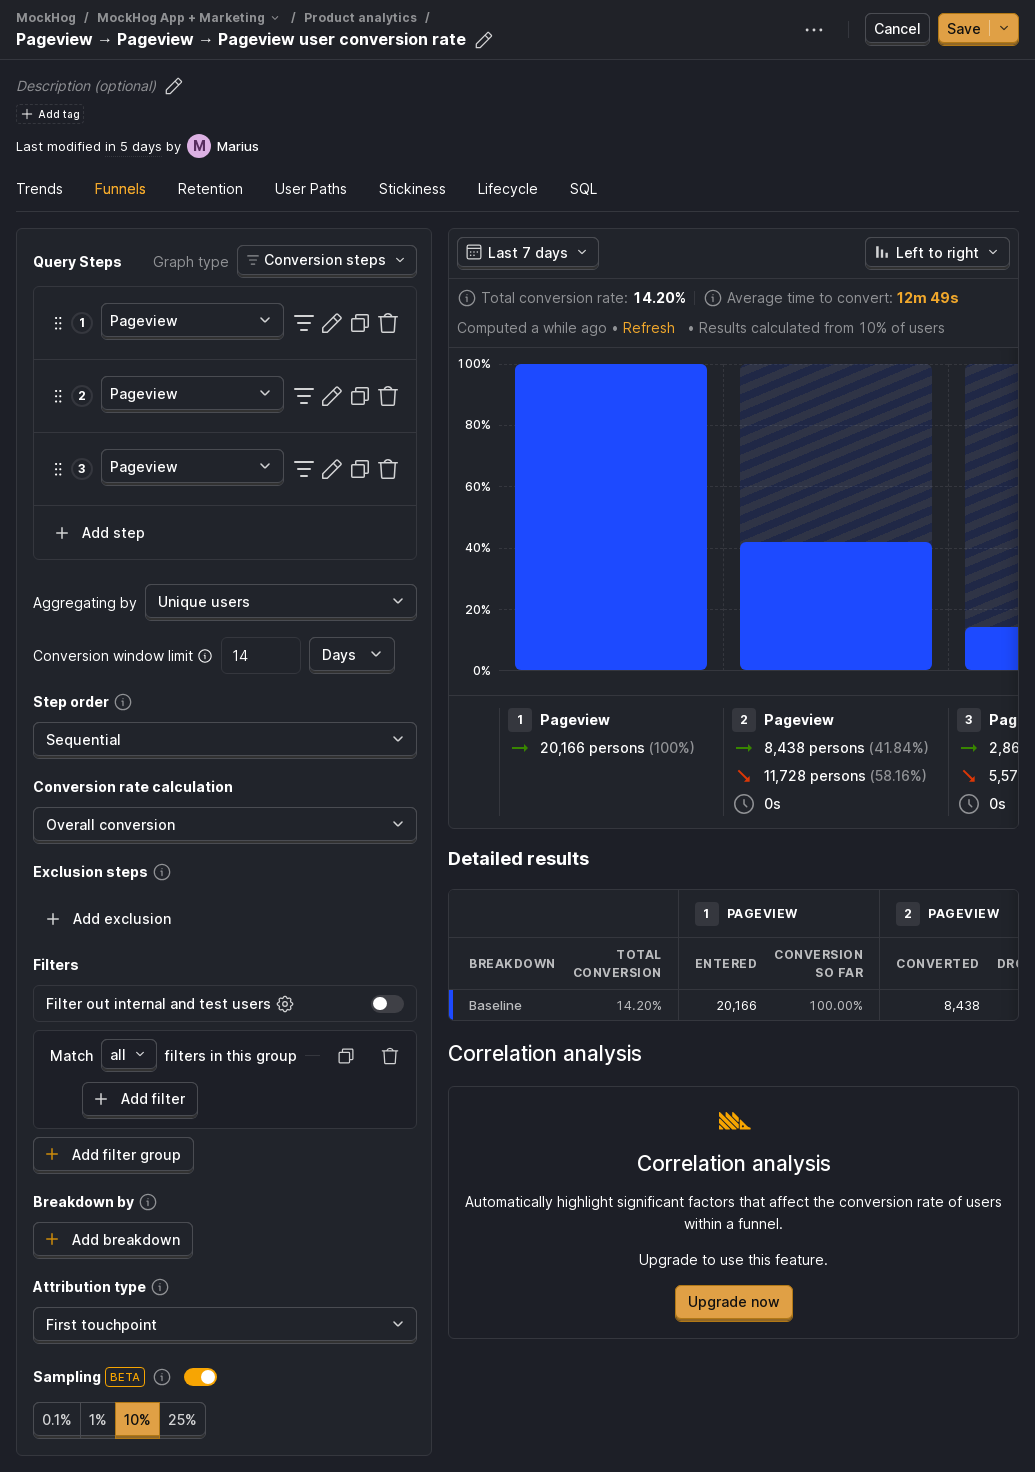 MockHog / MockHog App + Marketing / Product analytics /
Pageview → Pageview → Pageview user conversion rate
Cancel
Save
Description (optional)
Add tag
Last modified in 5 days by M Marius
Trends Funnels Retention User Paths Stickiness Lifecycle SQL
Query Steps Graph type Conversion steps
1 Pageview
2 Pageview
3 Pageview
Add step
Aggregating by Unique users
Conversion window limit 14 Days
Step order
Sequential
Conversion rate calculation
Overall conversion
Exclusion steps
Add exclusion
Filters
Filter out internal and test users
Match all filters in this group
Add filter
Add filter group
Breakdown by
Add breakdown
Attribution type
First touchpoint
Sampling BETA
0.1% 1% 10% 25%
Last 7 days Left to right
Total conversion rate: 14.20% Average time to convert: 12m 49s
Computed a while ago • Refresh • Results calculated from 10% of users
100%
80%
60%
40%
20%
0%
1 Pageview 2 Pageview 3 Pag
20,166 persons (100%) 8,438 persons (41.84%) 2,86
11,728 persons (58.16%) 5,57
0s 0s
Detailed results
1 PAGEVIEW 2 PAGEVIEW
BREAKDOWN TOTAL CONVERSION ENTERED CONVERSION SO FAR CONVERTED DRO
Baseline 14.20% 20,166 100.00% 8,438
Correlation analysis
Correlation analysis
Automatically highlight significant factors that affect the conversion rate of users
within a funnel.
Upgrade to use this feature.
Upgrade now